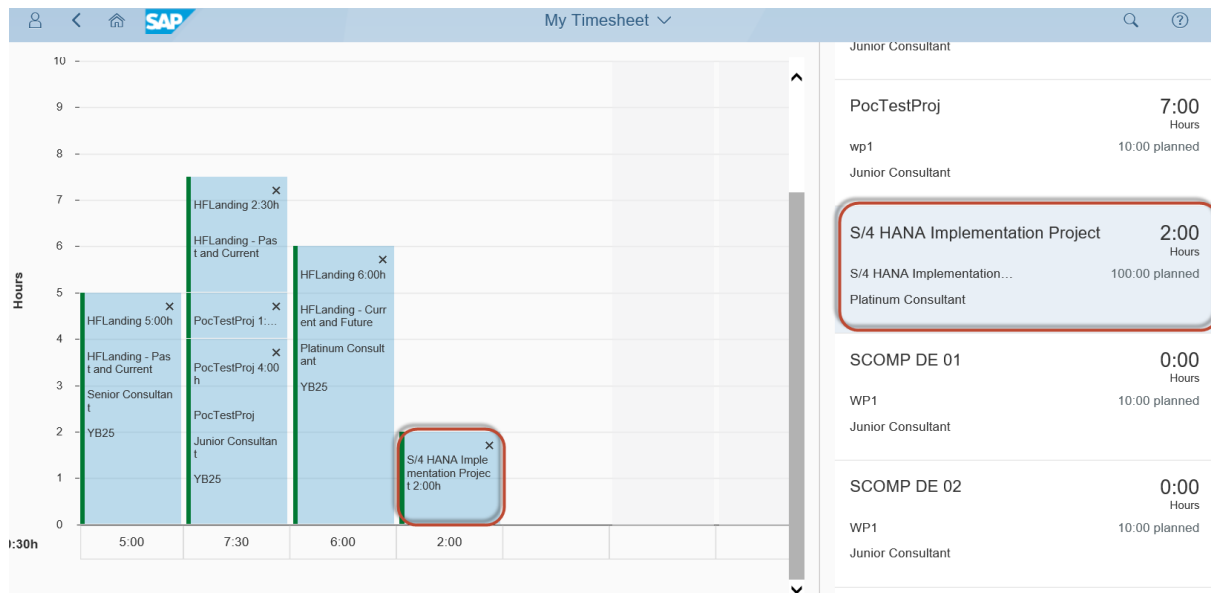 SAP
My Timesheet
10
9
8
7
6
5
4
3
2
1
0
Hours
HFLanding 5:00h
HFLanding - Pas
t and Current
Senior Consultan
t
YB25
HFLanding 2:30h
HFLanding - Pas
t and Current
PocTestProj 1:...
PocTestProj 4:00
h
PocTestProj
Junior Consultan
t
YB25
HFLanding 6:00h
HFLanding - Curr
ent and Future
Platinum Consult
ant
YB25
S/4 HANA Imple
mentation Projec
t 2:00h
:30h
5:00
7:30
6:00
2:00
Junior Consultant
PocTestProj 7:00
Hours
wp1 10:00 planned
Junior Consultant
S/4 HANA Implementation Project 2:00
Hours
S/4 HANA Implementation... 100:00 planned
Platinum Consultant
SCOMP DE 01 0:00
Hours
WP1 10:00 planned
Junior Consultant
SCOMP DE 02 0:00
Hours
WP1 10:00 planned
Junior Consultant